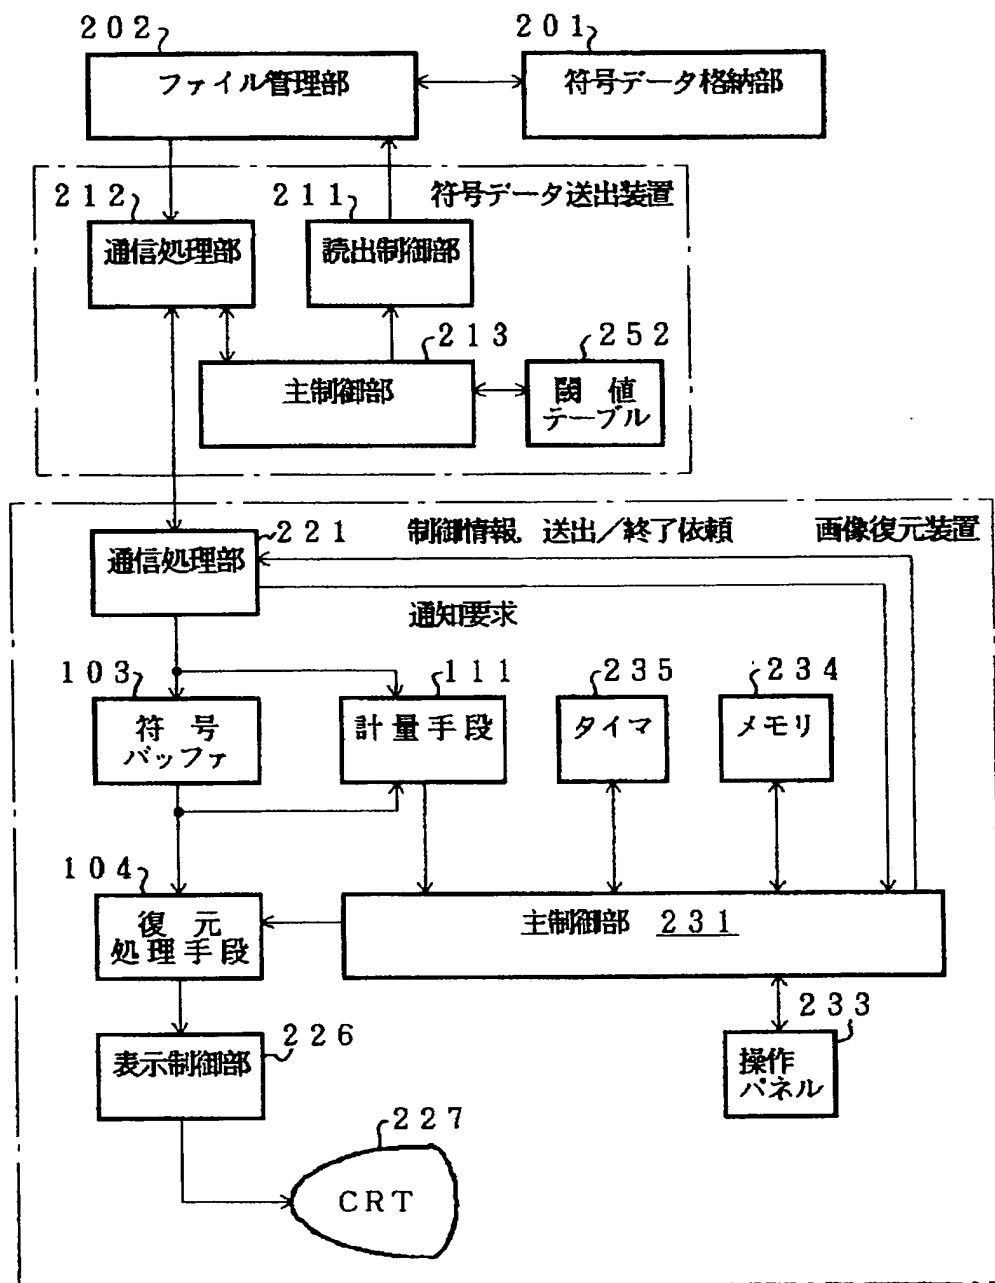 202
ファイル管理部
201
符号データ格納部
符号データ送出装置
212
通信処理部
211
読出制御部
213
主制御部
252
閾　値
テーブル
221
通信処理部
制御情報，送出／終了依頼
画像復元装置
通知要求
103
符　号
バッファ
111
計量手段
235
タイマ
234
メモリ
104
復　元
処理手段
主制御部　231
226
表示制御部
233
操作
パネル
227
CRT